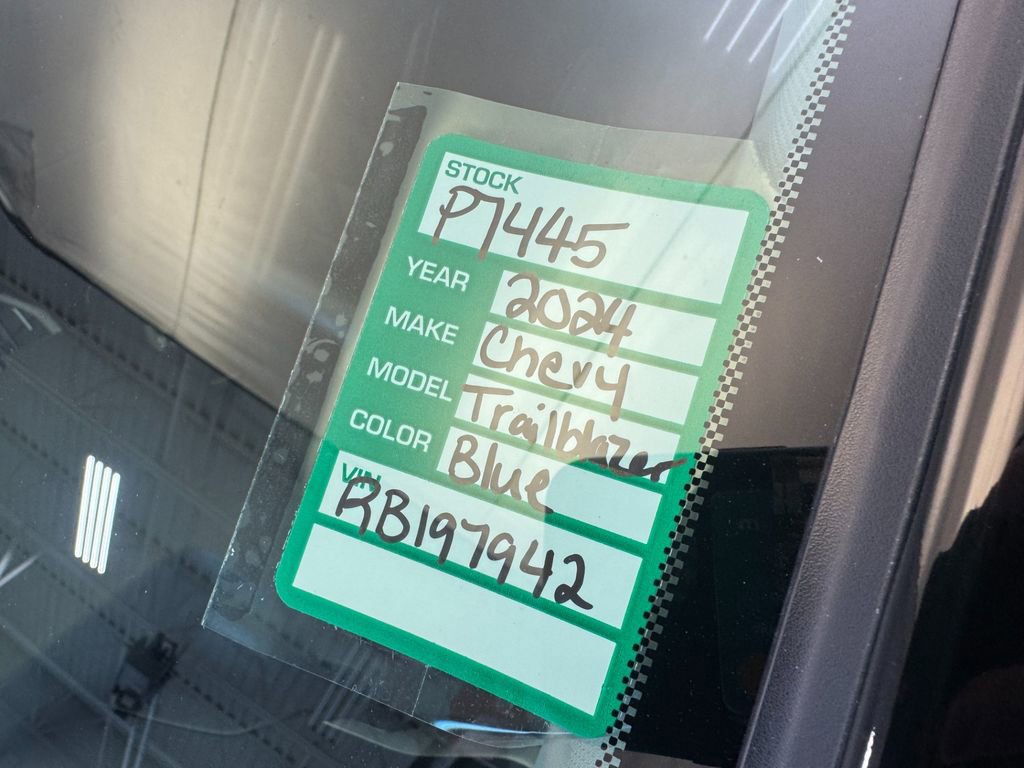 STOCK
P7445
YEAR 2024
MAKE Chevy
MODEL Trailblazer
COLOR Blue
VIN
RB197942